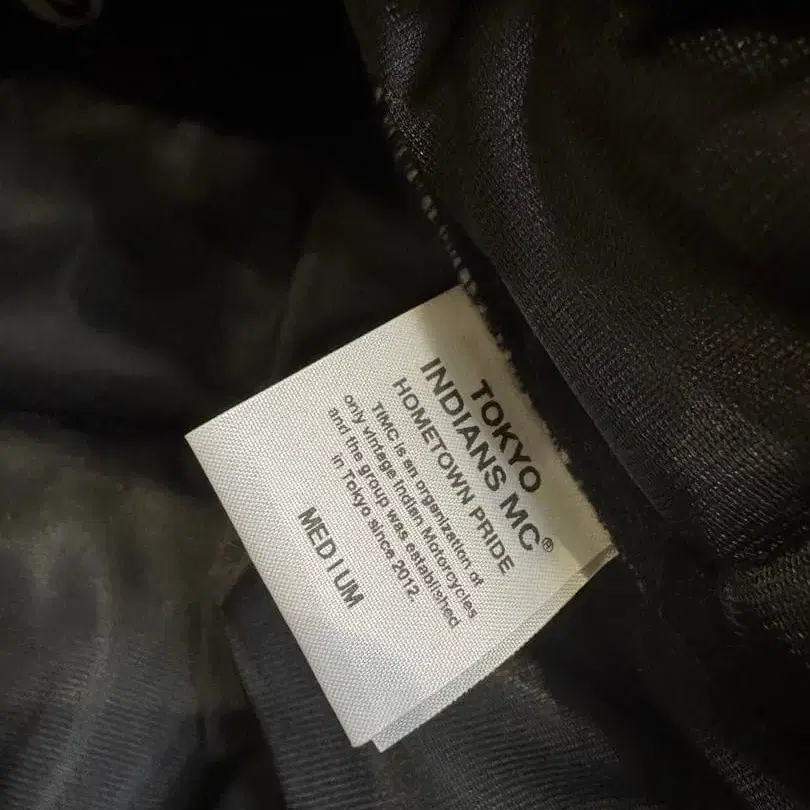 TOKYO
INDIANS MC®
HOMETOWN PRIDE
TIMC is an organization of
only vintage Indian Motorcycles
and the group was established
in Tokyo since 2012.
MEDIUM